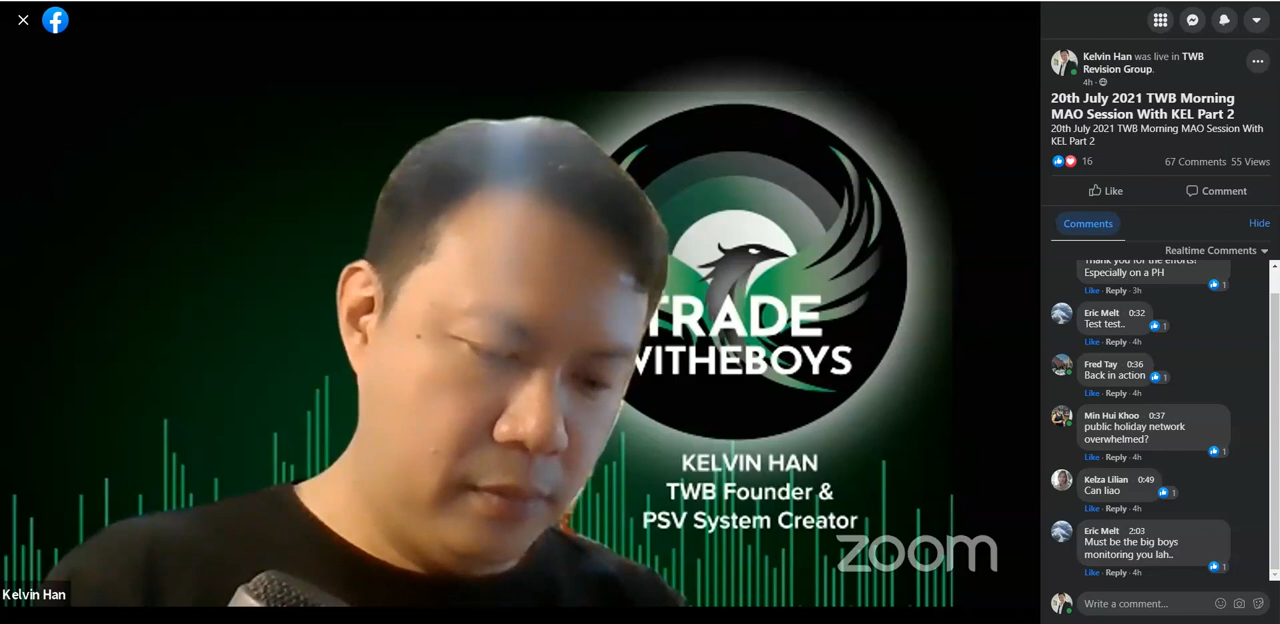 TRADE
WITHEBOYS
KELVIN HAN
TWB Founder &
PSV System Creator
zoom
Kelvin Han
Kelvin Han was live in TWB
Revision Group.
4h
20th July 2021 TWB Morning
MAO Session With KEL Part 2
20th July 2021 TWB Morning MAO Session With
KEL Part 2
16
67 Comments 55 Views
Like
Comment
Comments
Hide
Realtime Comments
Thank you for the efforts!
Especially on a PH
1
Like · Reply · 3h
Eric Melt 0:32
Test test..
1
Like · Reply · 4h
Fred Tay 0:36
Back in action
1
Like · Reply · 4h
Min Hui Khoo 0:37
public holiday network
overwhelmed?
1
Like · Reply · 4h
Kelza Lilian 0:49
Can liao
1
Like · Reply · 4h
Eric Melt 2:03
Must be the big boys
monitoring you lah..
1
Like · Reply · 4h
Write a comment...